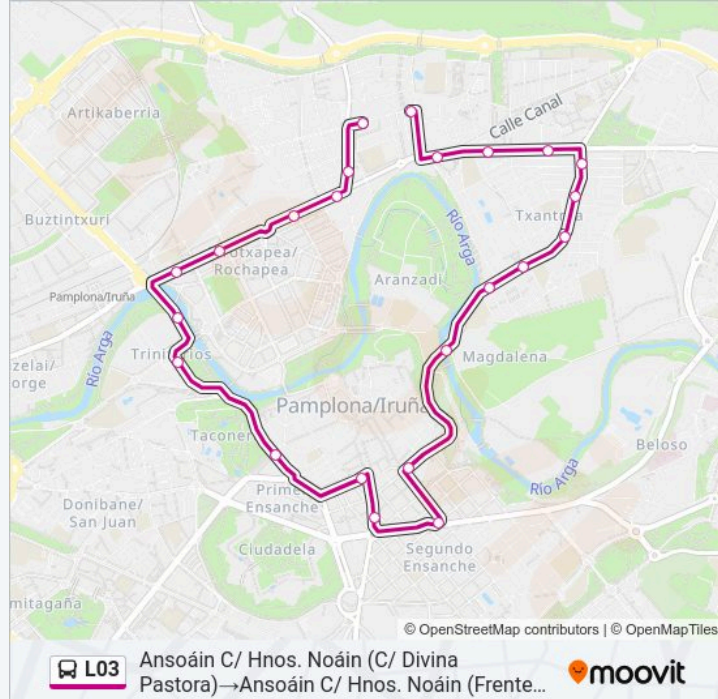 Artikaberria
Calle Canal
Buztintxuri
Txantrea
Río Arga
Rochapea
Aranzadi
Pamplona/Iruña
Río Arga
Magdalena
Pamplona/Iruña
Taconera
Beloso
Río Arga
Donibane/
San Juan
Primer
Ensanche
Ciudadela
Segundo
Ensanche
© OpenStreetMap contributors | © OpenMapTiles
L03
Ansoáin C/ Hnos. Noáin (C/ Divina
Pastora)→Ansoáin C/ Hnos. Noáin (Frente...
moovit